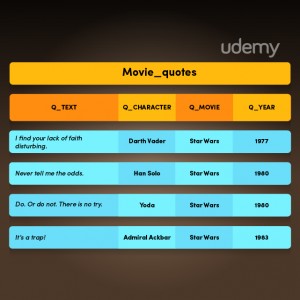 udemy
Movie_quotes
Q_TEXT Q_CHARACTER Q_MOVIE Q_YEAR
I find your lack of faith
disturbing. Darth Vader Star Wars 1977
Never tell me the odds. Han Solo Star Wars 1980
Do. Or do not. There is no try. Yoda Star Wars 1980
It's a trap! Admiral Ackbar Star Wars 1983